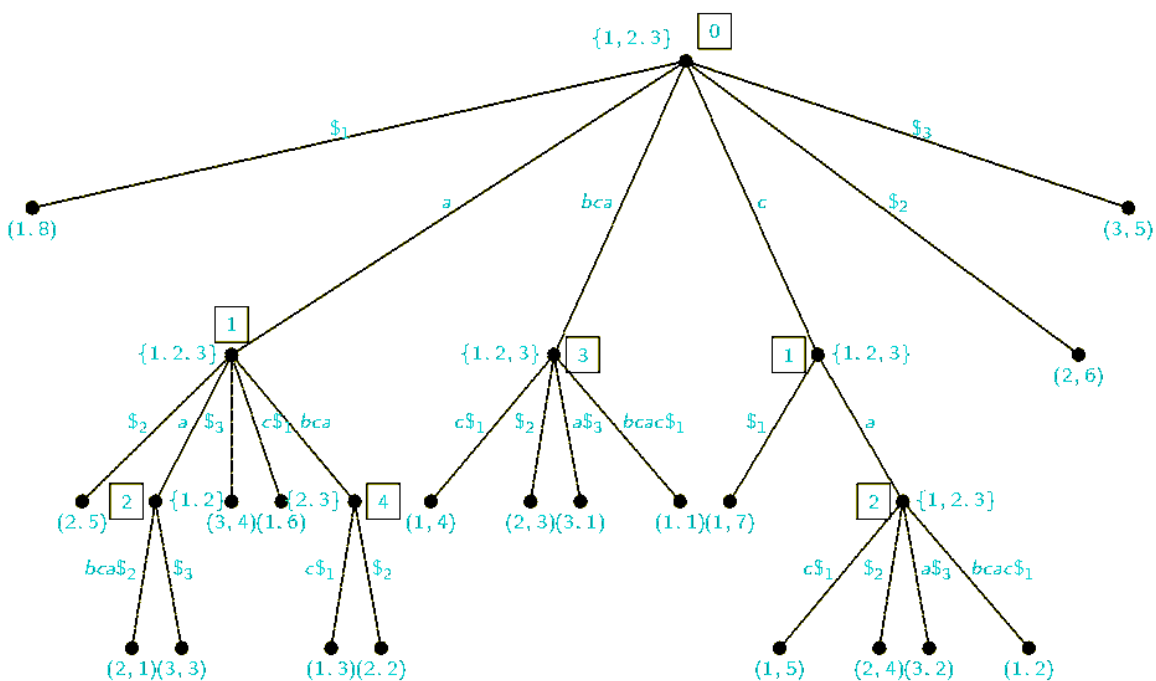 {1, 2. 3} 0
$₁ $₃
a bca c $₂
(1. 8) (3, 5)
1
{1. 2. 3} {1. 2, 3} 3 1 {1. 2, 3}
(2, 6)
$₂ a $₃ c$₁ bca c$₁ $₂ a$₃ bcac$₁ $₁ a
2 {1. 2} {2. 3} 4 2 {1, 2. 3}
(2. 5) (3, 4) (1. 6) (1, 4) (2, 3) (3. 1) (1. 1) (1, 7)
bca$₂ $₃ c$₁ $₂ c$₁ $₂ a$₃ bcac$₁
(2, 1) (3, 3) (1. 3) (2. 2) (1, 5) (2, 4) (3. 2) (1. 2)